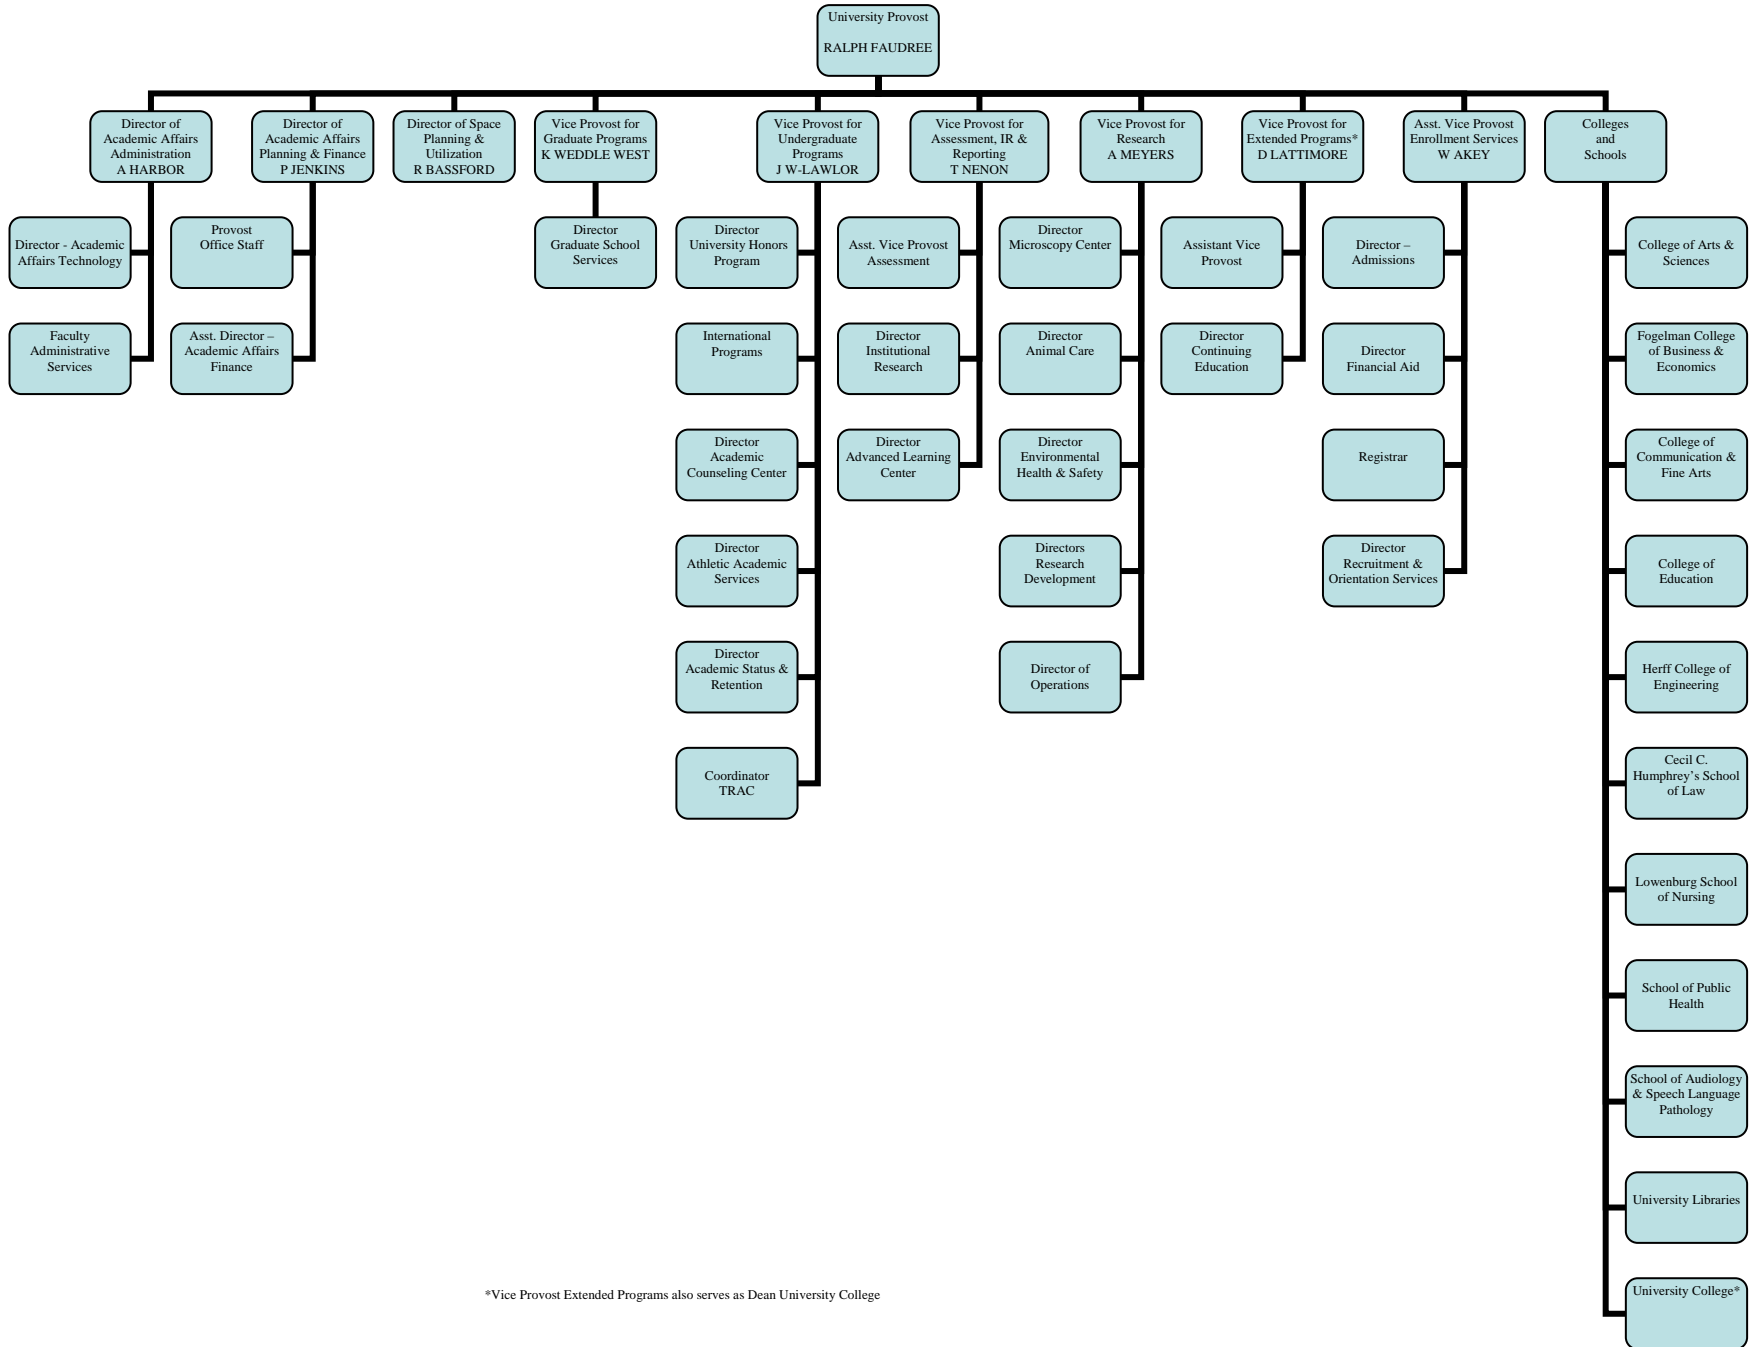 University Provost
RALPH FAUDREE
Director of
Academic Affairs
Administration
A HARBOR
Director of
Academic Affairs
Planning & Finance
P JENKINS
Director of Space
Planning &
Utilization
R BASSFORD
Vice Provost for
Graduate Programs
K WEDDLE WEST
Vice Provost for
Undergraduate
Programs
J W-LAWLOR
Vice Provost for
Assessment, IR &
Reporting
T NENON
Vice Provost for
Research
A MEYERS
Vice Provost for
Extended Programs*
D LATTIMORE
Asst. Vice Provost
Enrollment Services
W AKEY
Colleges
and
Schools
Director - Academic
Affairs Technology
Provost
Office Staff
Director
Graduate School
Services
Director
University Honors
Program
Asst. Vice Provost
Assessment
Director
Microscopy Center
Assistant Vice
Provost
Director –
Admissions
College of Arts &
Sciences
Faculty
Administrative
Services
Asst. Director –
Academic Affairs
Finance
International
Programs
Director
Institutional
Research
Director
Animal Care
Director
Continuing
Education
Director
Financial Aid
Fogelman College
of Business &
Economics
Director
Academic
Counseling Center
Director
Advanced Learning
Center
Director
Environmental
Health & Safety
Registrar
College of
Communication &
Fine Arts
Director
Athletic Academic
Services
Directors
Research
Development
Director
Recruitment &
Orientation Services
College of
Education
Director
Academic Status &
Retention
Director of
Operations
Herff College of
Engineering
Coordinator
TRAC
Cecil C.
Humphrey's School
of Law
Lowenburg School
of Nursing
School of Public
Health
School of Audiology
& Speech Language
Pathology
University Libraries
University College*
*Vice Provost Extended Programs also serves as Dean University College